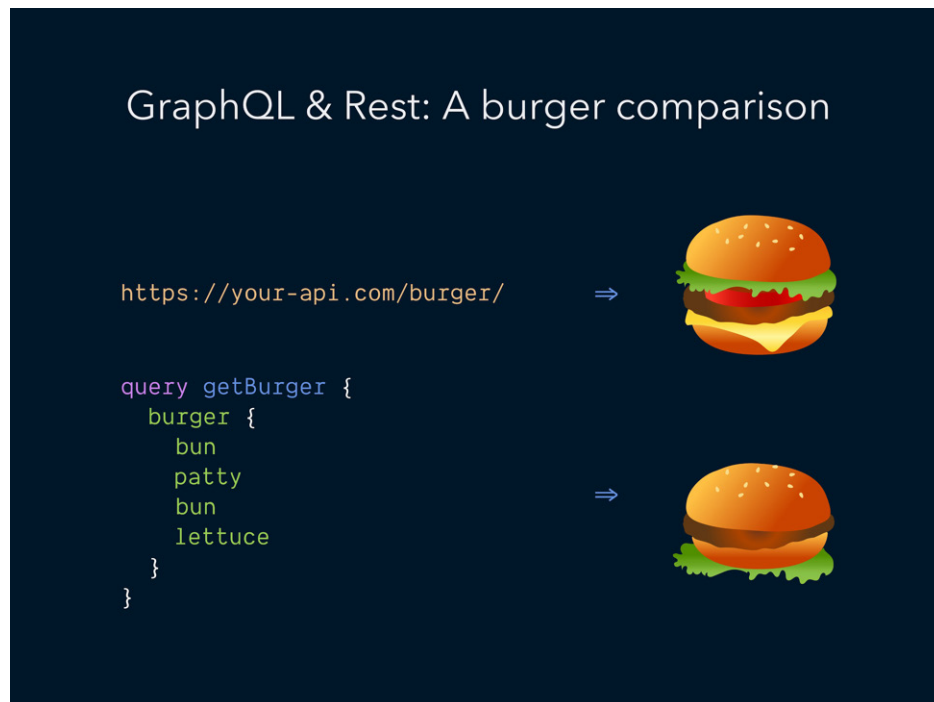 GraphQL & Rest: A burger comparison
https://your-api.com/burger/
⇒
query getBurger {
burger {
bun
patty
bun
lettuce
}
}
⇒